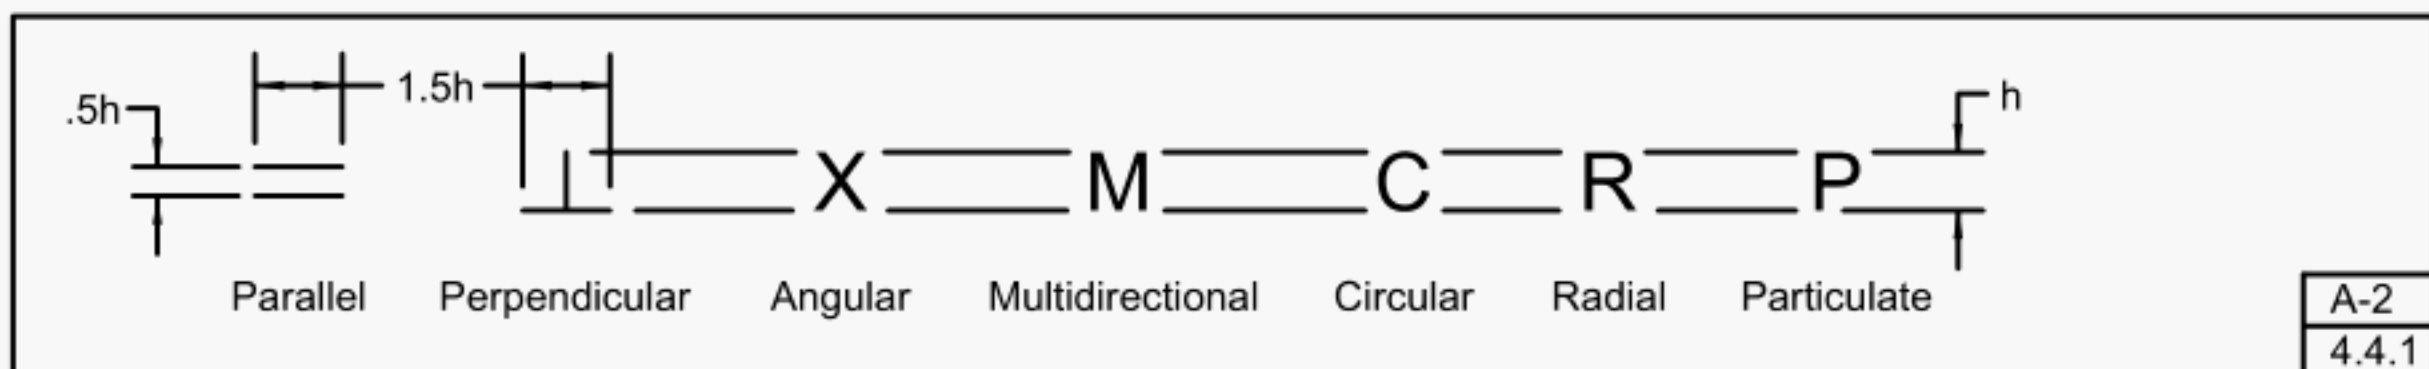 .5h 1.5h h
X M C R P
Parallel Perpendicular Angular Multidirectional Circular Radial Particulate
A-2
4.4.1